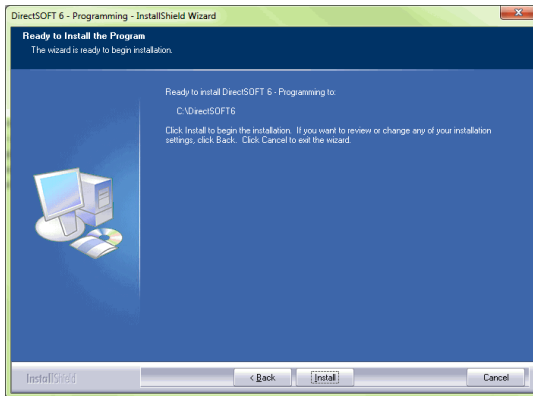 DirectSOFT 6 - Programming - InstallShield Wizard
Ready to Install the Program
The wizard is ready to begin installation.
Ready to install DirectSOFT 6 - Programming to:
C:\DirectSOFT6
Click Install to begin the installation. If you want to review or change any of your installation
settings, click Back. Click Cancel to exit the wizard.
InstallShield
< Back
Install
Cancel